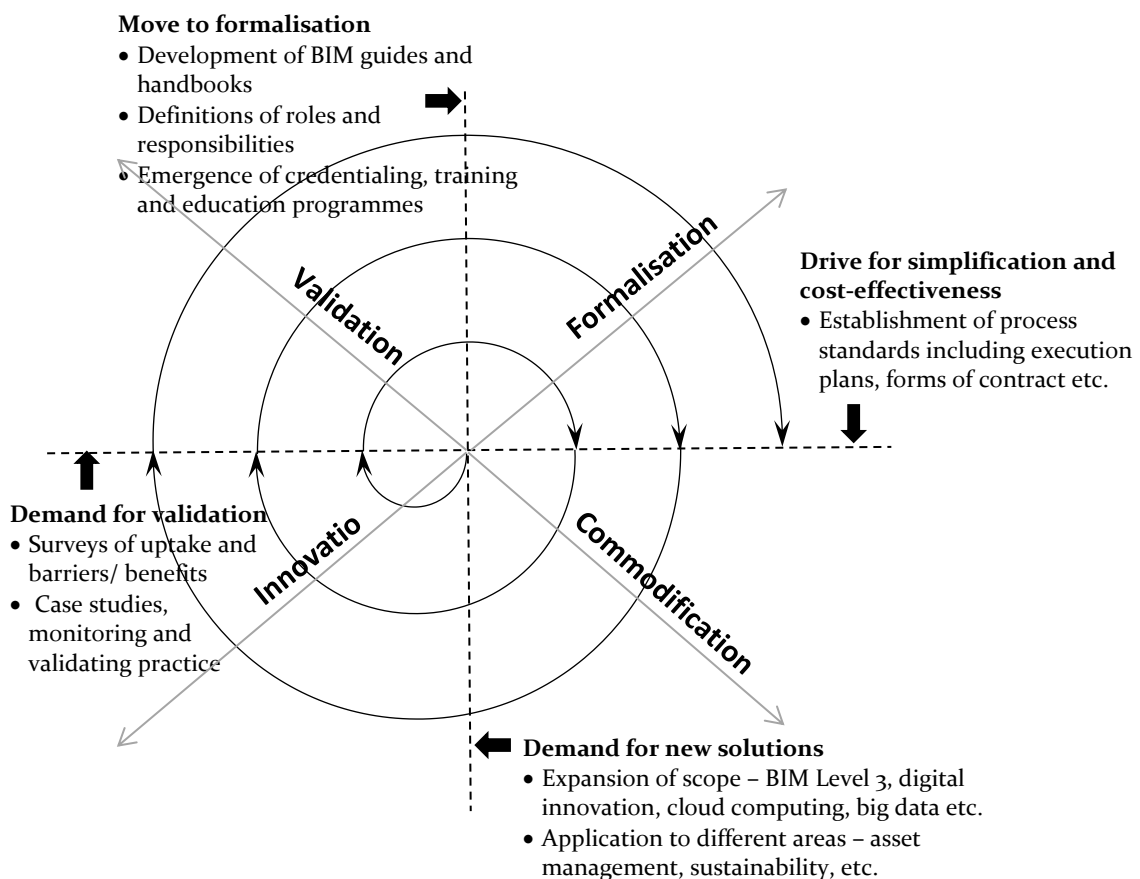 Move to formalisation
• Development of BIM guides and
handbooks
• Definitions of roles and
responsibilities
• Emergence of credentialing, training
and education programmes
Validation
Formalisation
Drive for simplification and
cost-effectiveness
• Establishment of process
standards including execution
plans, forms of contract etc.
Demand for validation
• Surveys of uptake and
barriers/ benefits
• Case studies,
monitoring and
validating practice
Innovatio
Commodification
Demand for new solutions
• Expansion of scope – BIM Level 3, digital
innovation, cloud computing, big data etc.
• Application to different areas – asset
management, sustainability, etc.